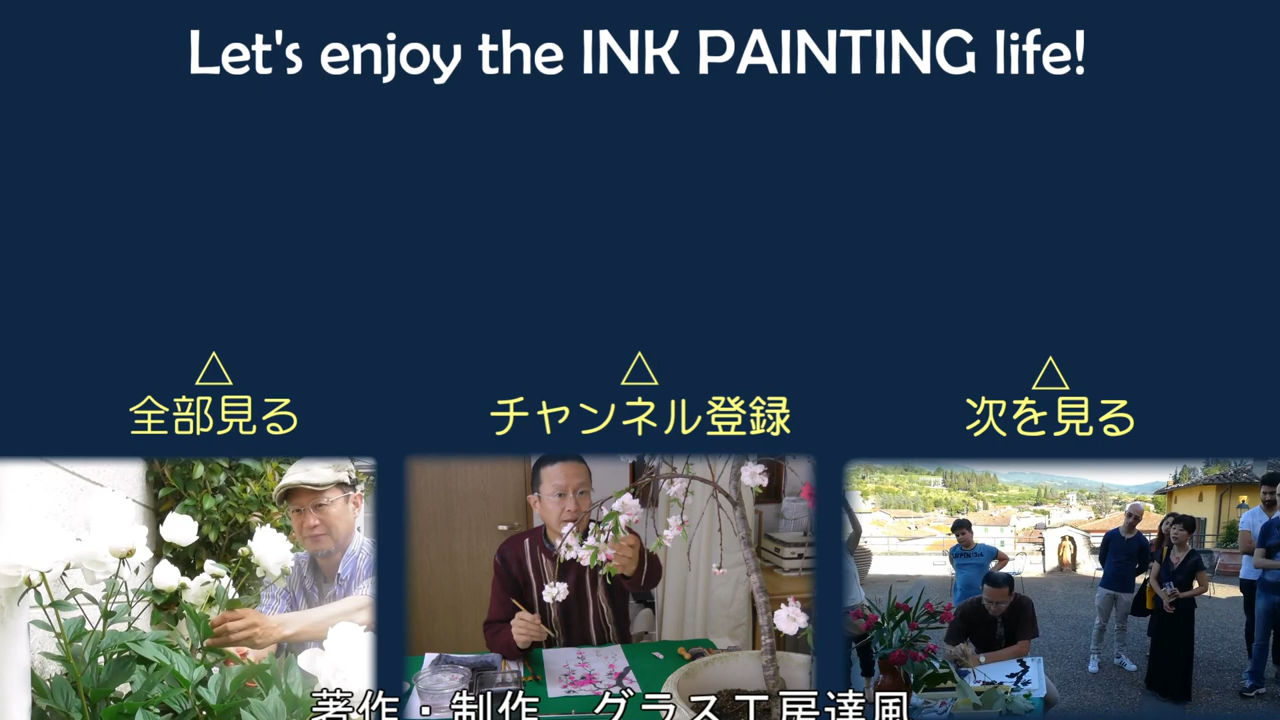 Let's enjoy the INK PAINTING life!
△ △ △
全部見る チャンネル登録 次を見る
著作・制作 グラス工房達風